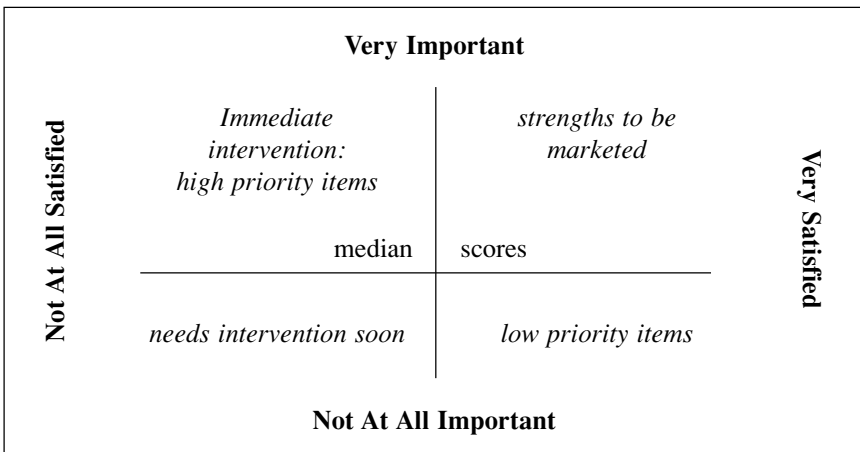 Very Important
Not At All Satisfied
Immediate
intervention:
high priority items
strengths to be
marketed
Very Satisfied
median scores
needs intervention soon
low priority items
Not At All Important